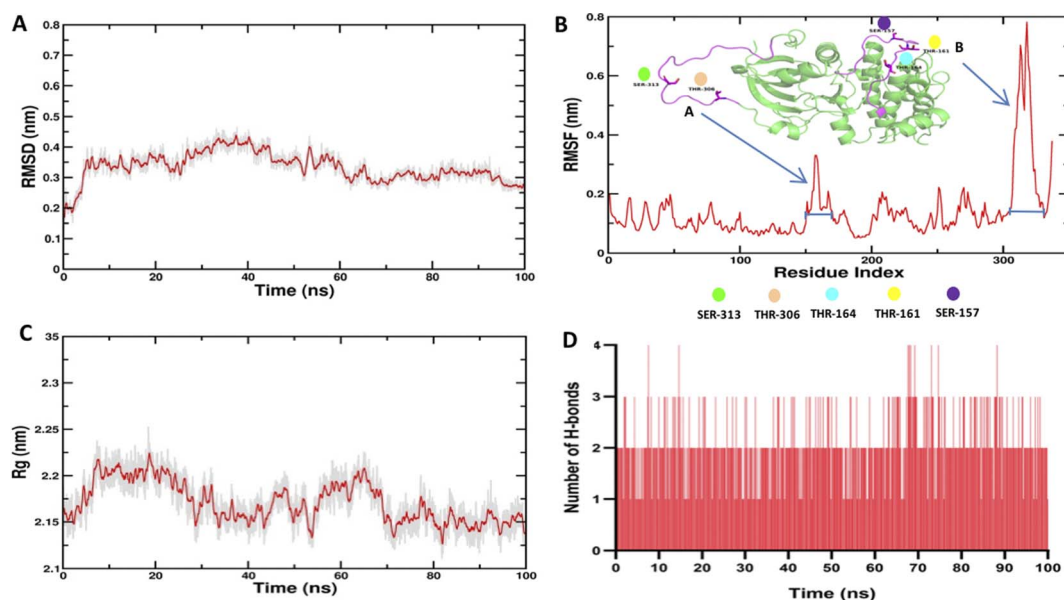 A
RMSD (nm)
0.8
0.7
0.6
0.5
0.4
0.3
0.2
0.1
0
0 20 40 60 80 100
Time (ns)
B
RMSF (nm)
0.8
0.6
0.8
0.4
0.2
0
SER-157
THR-161
THR-164
SER-313
THR-306
A
B
0 100 200 300
Residue Index
SER-313 THR-306 THR-164 THR-161 SER-157
C
Rg (nm)
35
2.3
2.25
2.2
2.15
2.1
0 20 40 60 80 100
Time (ns)
D
Number of H-bonds
4
3
2
1
0
0 10 20 30 40 50 60 70 80 90 100
Time (ns)